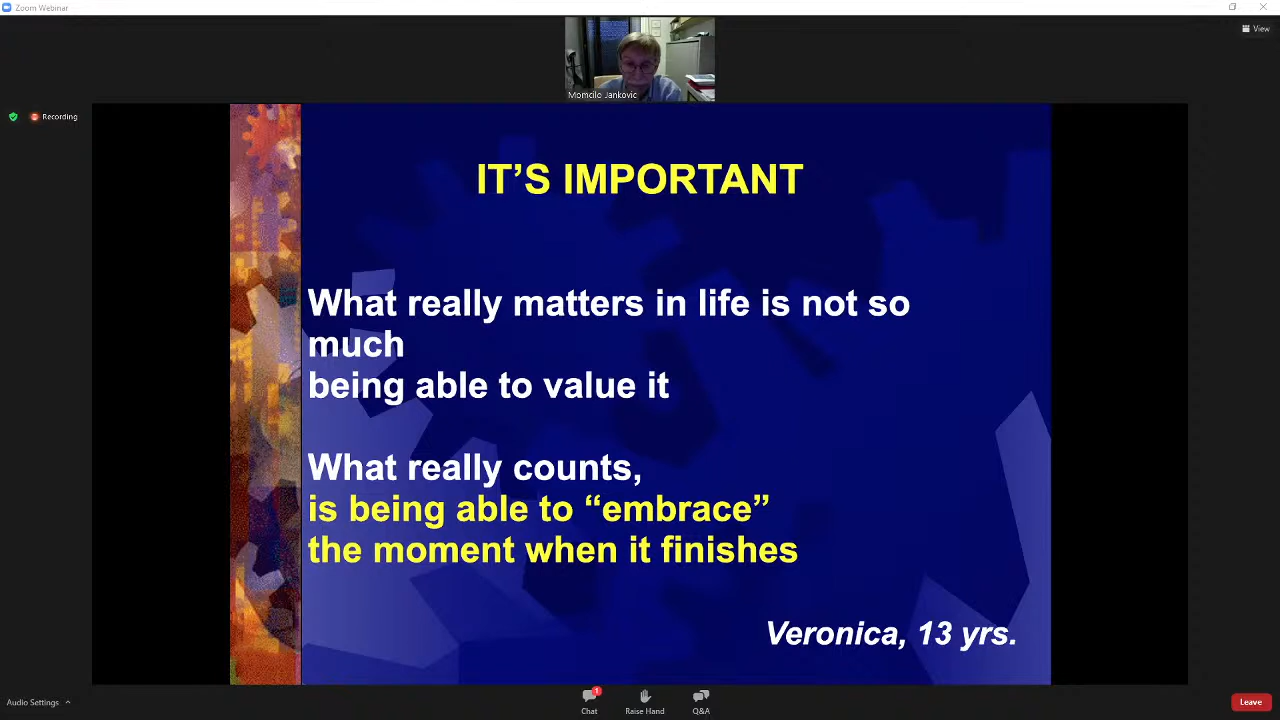 Zoom Webinar
View
Momcilo Jankovic
Recording
IT’S IMPORTANT
What really matters in life is not so
much
being able to value it
What really counts,
is being able to “embrace”
the moment when it finishes
Veronica, 13 yrs.
Audio Settings
1
Chat
Raise Hand
Q&A
Leave